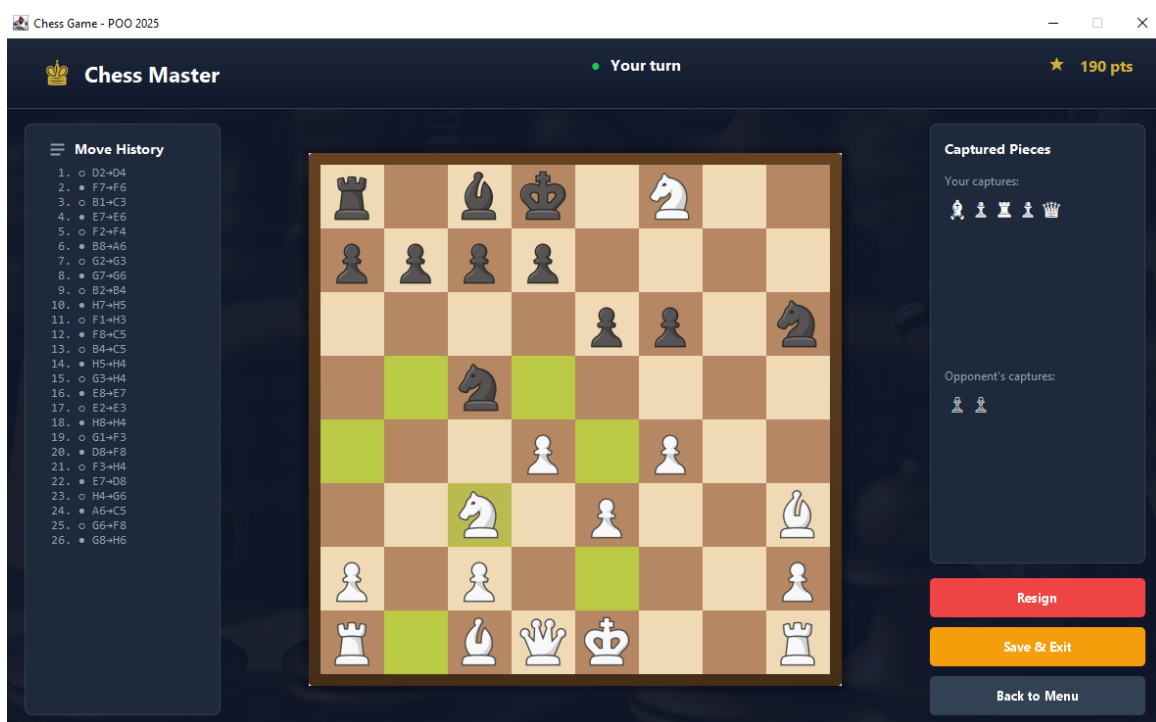 Chess Game - POO 2025
Chess Master
● Your turn
★ 190 pts
Move History
1. ○ D2→D4
2. ● F7→F6
3. ○ B1→C3
4. ● E7→E6
5. ○ F2→F4
6. ● B8→A6
7. ○ G2→G3
8. ● G7→G6
9. ○ B2→B4
10. ● H7→H5
11. ○ F1→H3
12. ● F8→C5
13. ○ B4→C5
14. ● H5→H4
15. ○ G3→H4
16. ● E8→E7
17. ○ E2→E3
18. ● H8→H4
19. ○ G1→F3
20. ● D8→F8
21. ○ F3→H4
22. ● E7→D8
23. ○ H4→G6
24. ● A6→C5
25. ○ G6→F8
26. ● G8→H6
Captured Pieces
Your captures:
Opponent's captures:
Resign
Save & Exit
Back to Menu